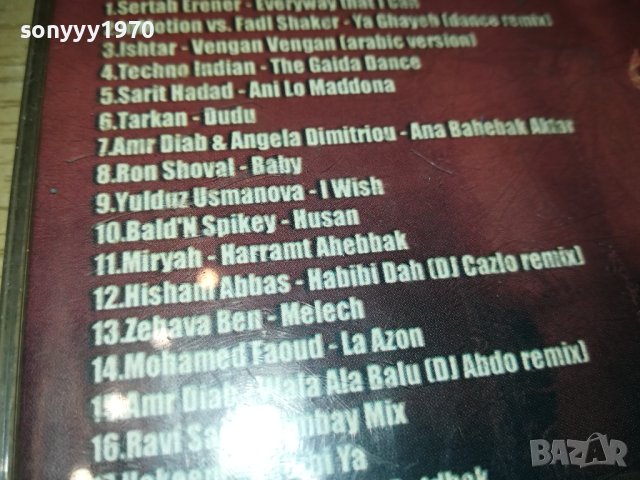 sonyyy1970
1.Sertab Erener - Everyway that I can
vs. Fadl Shaker - Ya Ghayeb (dance remix)
3.Ishtar - Vengan Vengan (arabic version)
4.Techno Indian - The Gaida Dance
5.Sarit Hadad - Ani Lo Maddona
6.Tarkan - Dudu
7.Amr Diab & Angela Dimitriou - Ana Bahebak Aktar
8.Ron Shoval - Baby
9.Yulduz Usmanova - I Wish
10.Bald'N Spikey - Husan
11.Miryah - Harramt Ahebbak
12.Hisham Abbas - Habibi Dah (DJ Cazlo remix)
13.Zehava Ben - Melech
14.Mohamed Faoud - La Azon
15.Amr Diab - Wala Ala Balu (DJ Abdo remix)
16.Ravi Mix
Ya
BAZAR